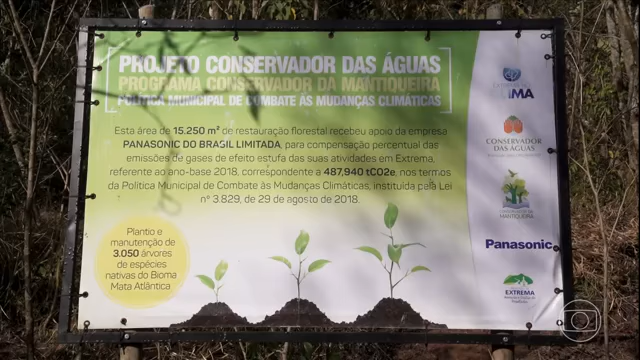 PROJETO CONSERVADOR DAS ÁGUAS
PROGRAMA CONSERVADOR DA MANTIQUEIRA
POLÍTICA MUNICIPAL DE COMBATE ÀS MUDANÇAS CLIMÁTICAS
Esta área de 15.250 m² de restauração florestal recebeu apoio da empresa
PANASONIC DO BRASIL LIMITADA, para compensação percentual das
emissões de gases de efeito estufa das suas atividades em Extrema,
referente ao ano-base 2018, correspondente a 487,940 tCO2e, nos termos
da Política Municipal de Combate às Mudanças Climáticas, instituída pela Lei
nº 3.829, de 29 de agosto de 2018.
Plantio e
manutenção de
3.050 árvores
de espécies
nativas do Bioma
Mata Atlântica
CONSERVADOR
DAS ÁGUAS
MANTIQUEIRA
Panasonic
EXTREMA